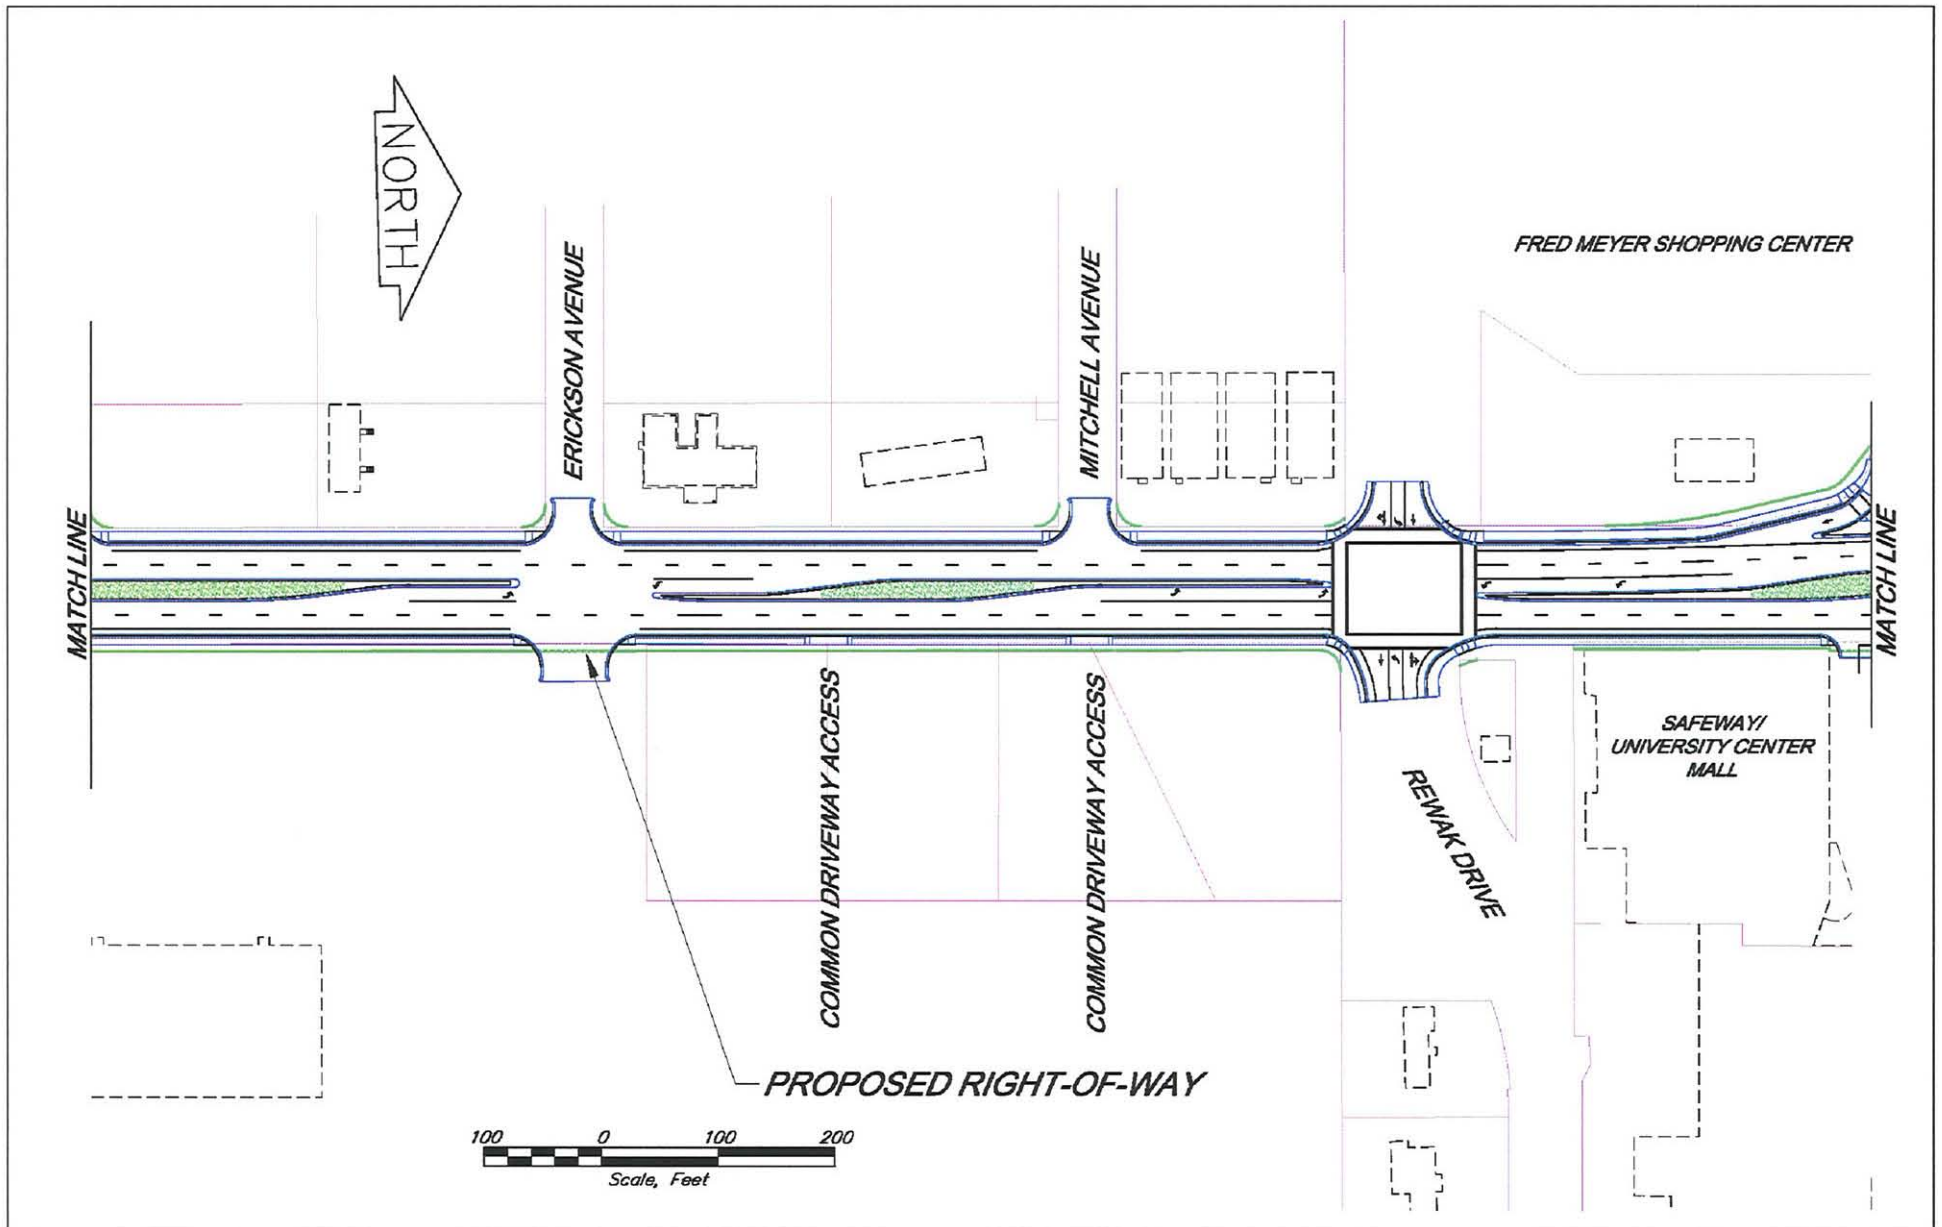 NORTH
FRED MEYER SHOPPING CENTER
ERICKSON AVENUE
MITCHELL AVENUE
MATCH LINE
MATCH LINE
COMMON DRIVEWAY ACCESS
COMMON DRIVEWAY ACCESS
REWAK DRIVE
SAFEWAY/
UNIVERSITY CENTER
MALL
PROPOSED RIGHT-OF-WAY
100 0 100 200
Scale, Feet